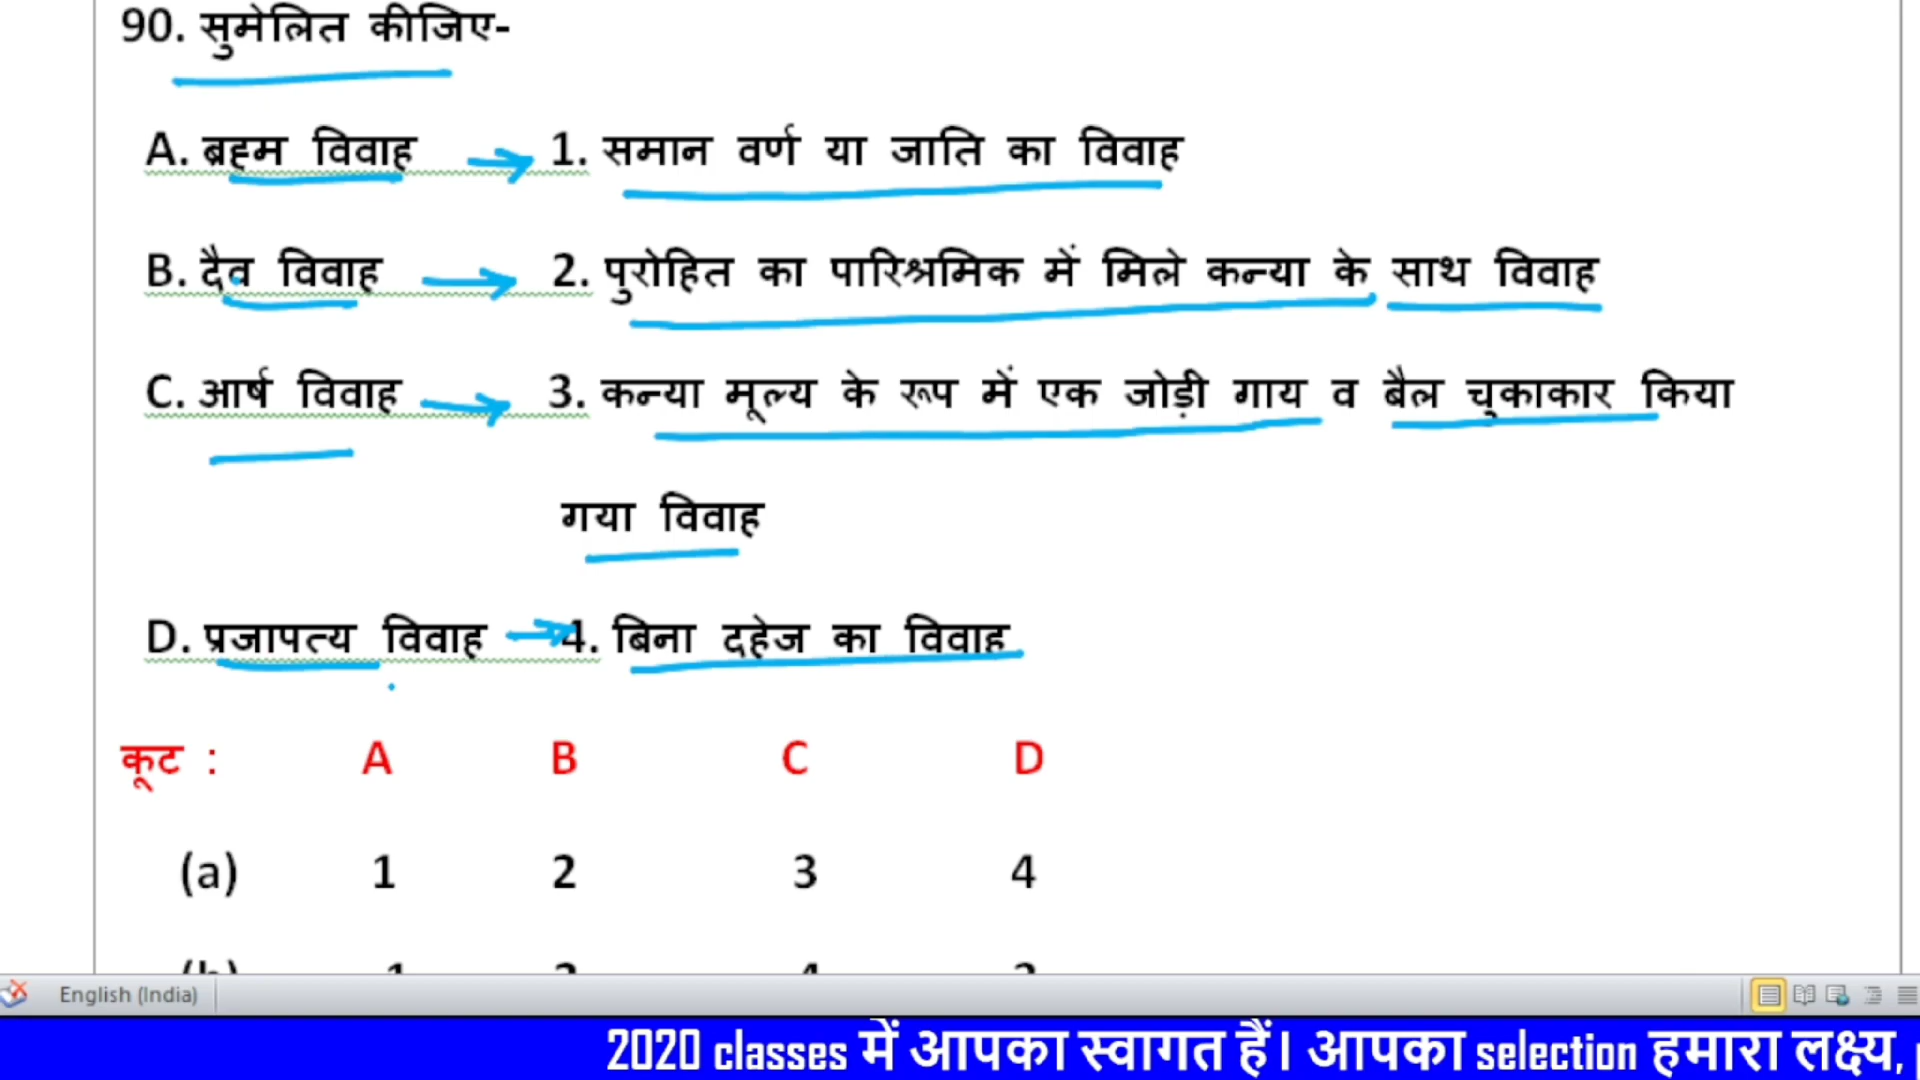 90. सुमेलित कीजिए-
A. ब्रह्म विवाह 1. समान वर्ण या जाति का विवाह
B. दैव विवाह 2. पुरोहित का पारिश्रमिक में मिले कन्या के साथ विवाह
C. आर्ष विवाह 3. कन्या मूल्य के रूप में एक जोड़ी गाय व बैल चुकाकार किया
गया विवाह
D. प्रजापत्य विवाह 4. बिना दहेज का विवाह
कूट : A B C D
(a) 1 2 3 4
English (India)
2020 classes में आपका स्वागत हैं। आपका selection हमारा लक्ष्य,